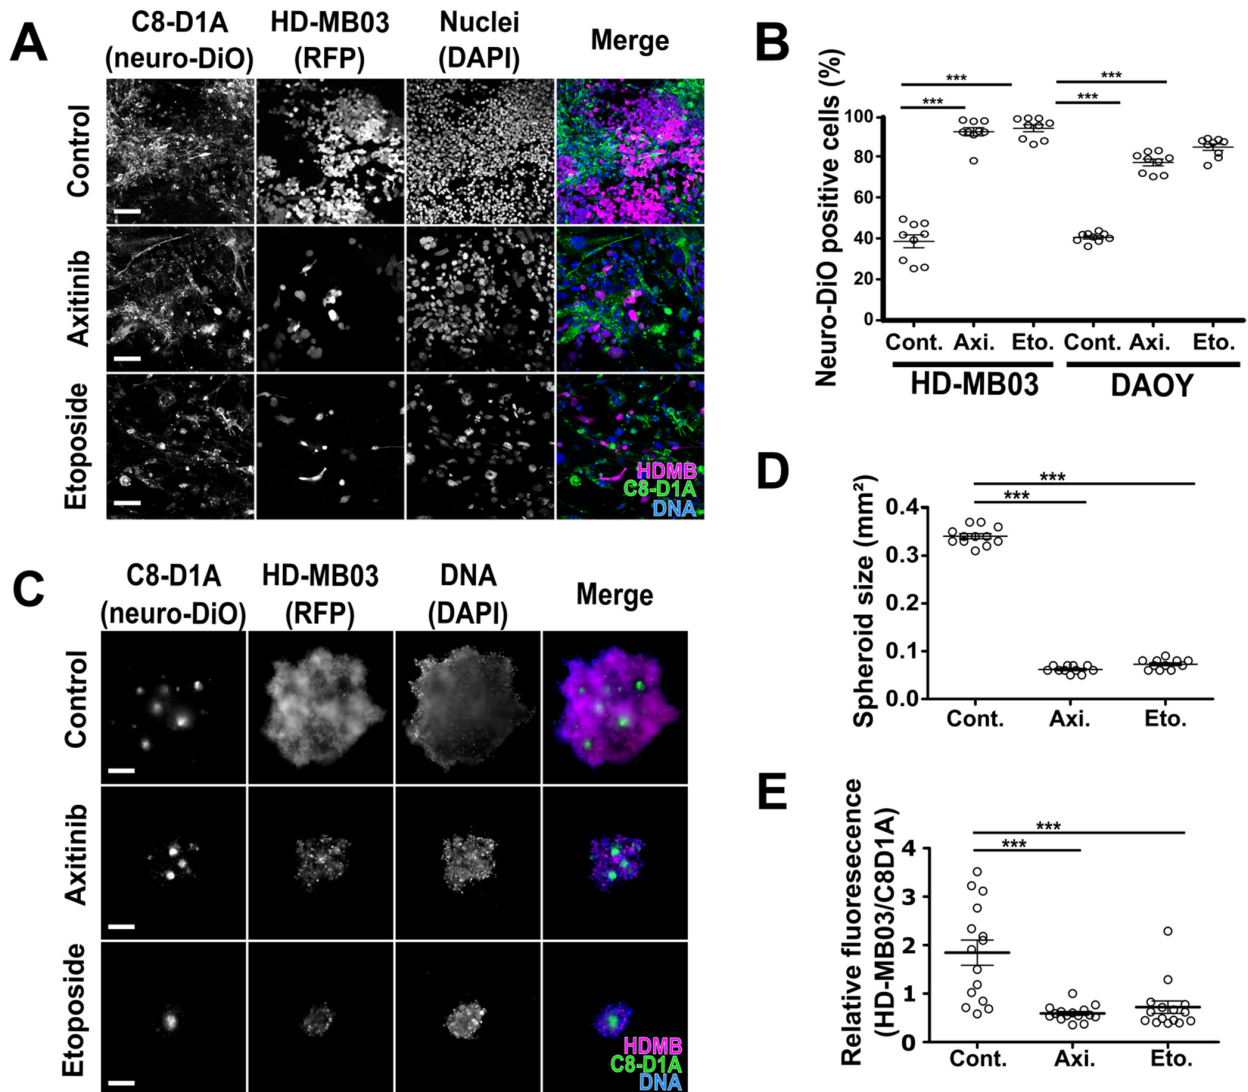 A
C8-D1A
(neuro-DiO)
HD-MB03
(RFP)
Nuclei
(DAPI)
Merge
Control
Axitinib
Etoposide
HDMB
C8-D1A
DNA
B
Neuro-DiO positive cells (%)
***
***
***
***
100
80
60
40
20
0
Cont. Axi. Eto. Cont. Axi. Eto.
HD-MB03 DAOY
C
C8-D1A
(neuro-DiO)
HD-MB03
(RFP)
DNA
(DAPI)
Merge
Control
Axitinib
Etoposide
HDMB
C8-D1A
DNA
D
Spheroid size (mm²)
***
***
0.4
0.3
0.2
0.1
0.0
Cont. Axi. Eto.
E
Relative fluoresecence
(HD-MB03/C8D1A)
***
***
4
3
2
1
0
Cont. Axi. Eto.